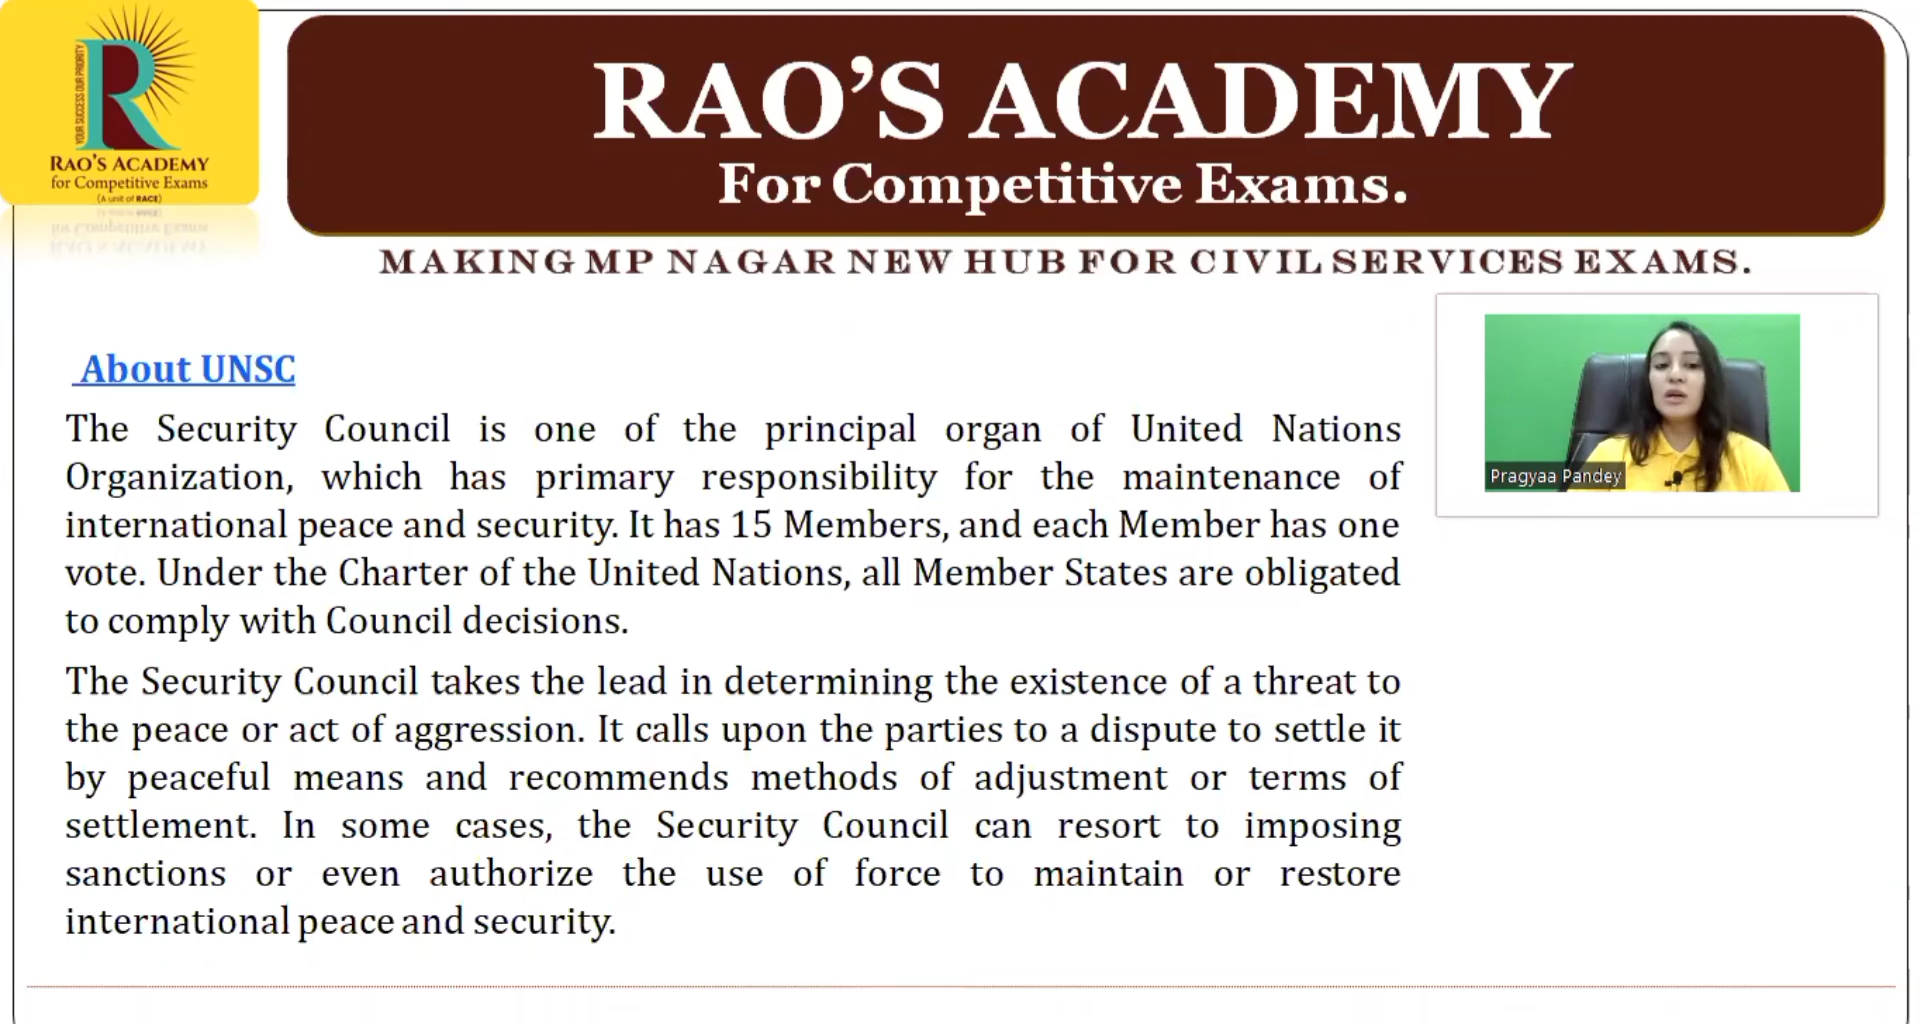 YOUR SUCCESS OUR PRIORITY
R
RAO'S ACADEMY
for Competitive Exams
(A unit of RACE)
RAO'S ACADEMY
For Competitive Exams.
MAKING MP NAGAR NEW HUB FOR CIVIL SERVICES EXAMS.
About UNSC
The Security Council is one of the principal organ of United Nations
Organization, which has primary responsibility for the maintenance of
international peace and security. It has 15 Members, and each Member has one
vote. Under the Charter of the United Nations, all Member States are obligated
to comply with Council decisions.
The Security Council takes the lead in determining the existence of a threat to
the peace or act of aggression. It calls upon the parties to a dispute to settle it
by peaceful means and recommends methods of adjustment or terms of
settlement. In some cases, the Security Council can resort to imposing
sanctions or even authorize the use of force to maintain or restore
international peace and security.
Pragyaa Pandey